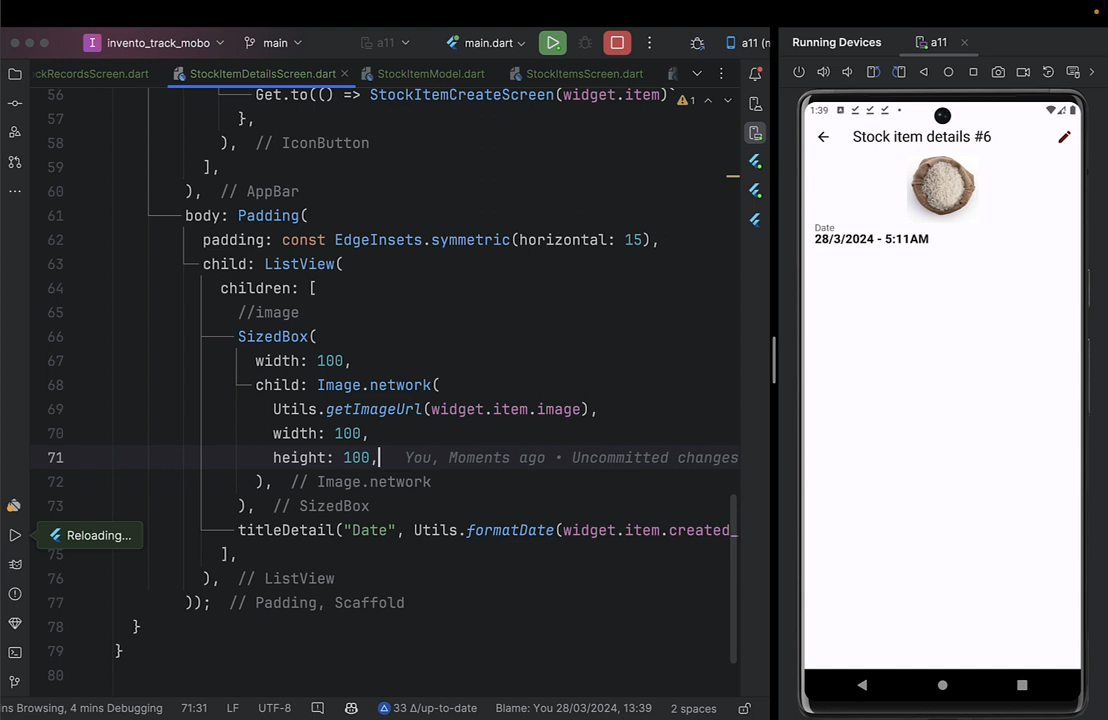 I invento_track_mobo main a11 main.dart a11 (m Running Devices a11
ckRecordsScreen.dart StockItemDetailsScreen.dart StockItemModel.dart StockItemsScreen.dart
56 Get.to(() => StockItemCreateScreen(widget.item)` 1
57 },
58 ), // IconButton
59 ],
60 ), // AppBar
61 body: Padding(
62 padding: const EdgeInsets.symmetric(horizontal: 15),
63 child: ListView(
64 children: [
65 //image
66 SizedBox(
67 width: 100,
68 child: Image.network(
69 Utils.getImageUrl(widget.item.image),
70 width: 100,
71 height: 100, You, Moments ago • Uncommitted changes
72 ), // Image.network
73 ), // SizedBox
titleDetail("Date", Utils.formatDate(widget.item.created_
Reloading...
75 ],
76 ), // ListView
77 )); // Padding, Scaffold
78 }
79 }
80
ns Browsing, 4 mins Debugging 71:31 LF UTF-8 33 Δ/up-to-date Blame: You 28/03/2024, 13:39 2 spaces
1:39
Stock item details #6
Date
28/3/2024 - 5:11AM